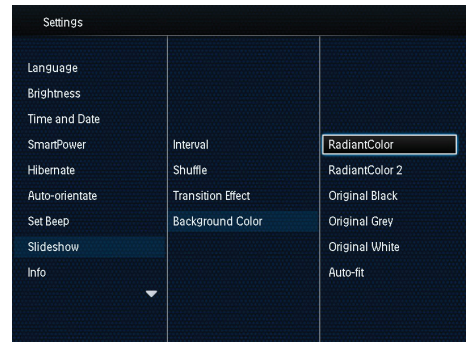 Settings
Language
Brightness
Time and Date
SmartPower
Hibernate
Auto-orientate
Set Beep
Slideshow
Info
Interval
Shuffle
Transition Effect
Background Color
RadiantColor
RadiantColor 2
Original Black
Original Grey
Original White
Auto-fit